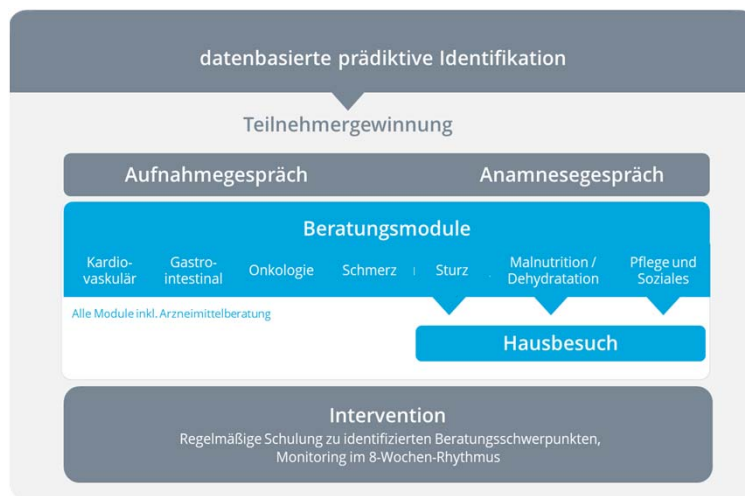 datenbasierte prädiktive Identifikation
Teilnehmergewinnung
Aufnahmegespräch Anamnesegespräch
Beratungsmodule
Kardio-
vaskulär
Gastro-
intestinal
Onkologie
Schmerz
Sturz
Malnutrition /
Dehydratation
Pflege und
Soziales
Alle Module inkl. Arzneimittelberatung
Hausbesuch
Intervention
Regelmäßige Schulung zu identifizierten Beratungsschwerpunkten,
Monitoring im 8-Wochen-Rhythmus